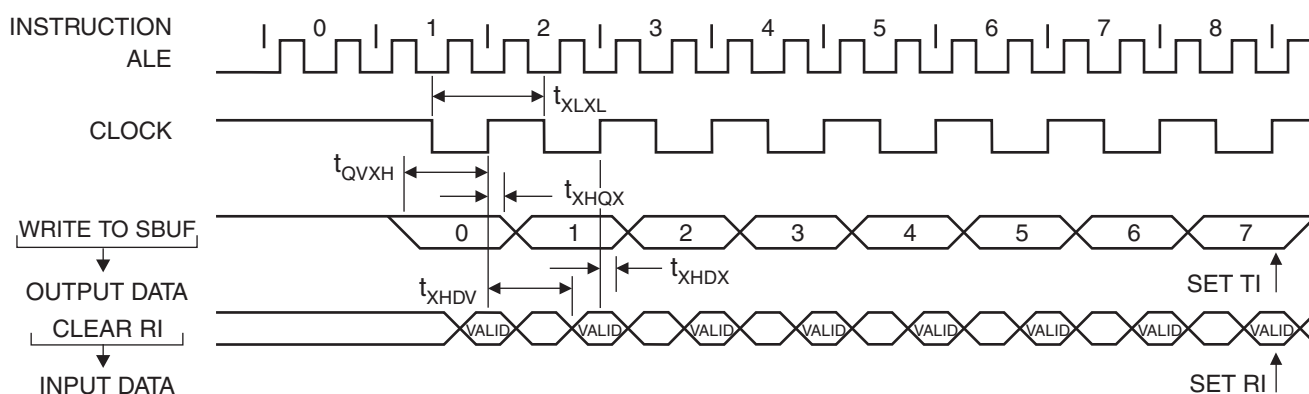 INSTRUCTION 0 1 2 3 4 5 6 7 8
ALE
tXLXL
CLOCK
tQVXH
tXHQX
WRITE TO SBUF 0 1 2 3 4 5 6 7
tXHDX
SET TI
tXHDV
OUTPUT DATA
CLEAR RI VALID VALID VALID VALID VALID VALID VALID VALID
INPUT DATA
SET RI